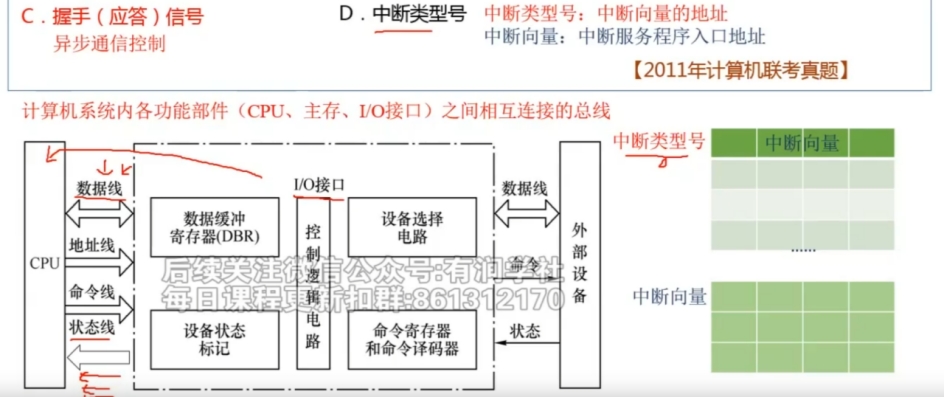 C．握手（应答）信号
D．中断类型号 中断类型号：中断向量的地址
异步通信控制
中断向量：中断服务程序入口地址
【2011年计算机联考真题】
计算机系统内各功能部件（CPU、主存、I/O接口）之间相互连接的总线
中断类型号
中断向量
数据线
I/O接口
数据线
数据缓冲
寄存器(DBR)
设备选择
电路
控制逻辑电路
外部设备
地址线
CPU
后续关注微信公众号:有润学社
命令
......
命令线
每日课程更新扣群:861312170
中断向量
状态线
设备状态
标记
命令寄存器
和命令译码器
状态